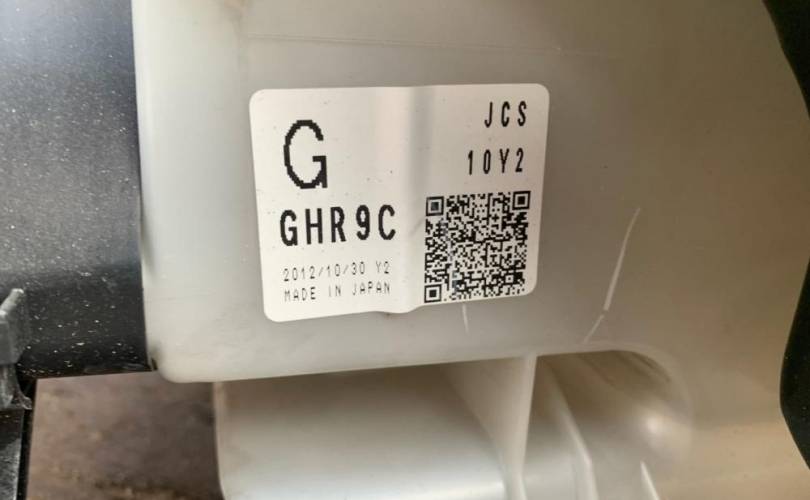 G
JCS
10Y2
GHR9C
2012/10/30 Y2
MADE IN JAPAN